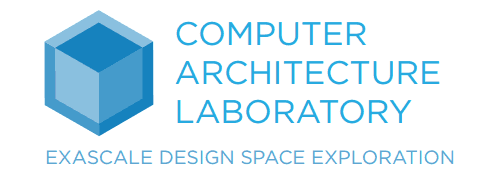 COMPUTER
ARCHITECTURE
LABORATORY
EXASCALE DESIGN SPACE EXPLORATION